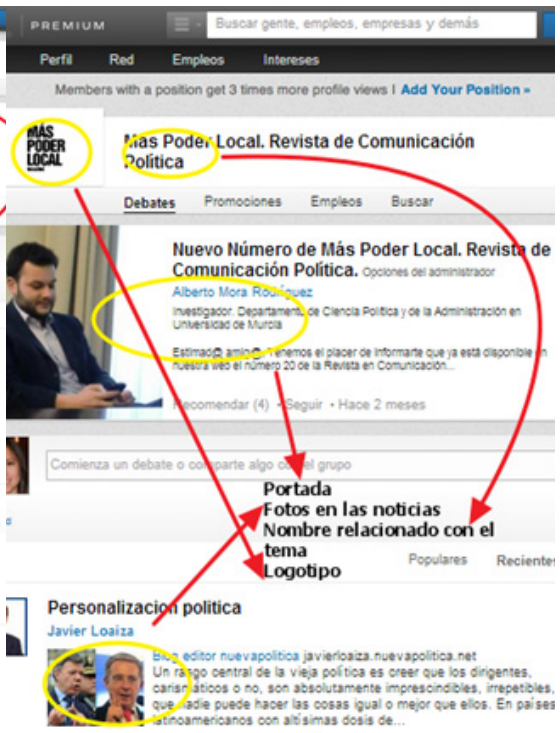 PREMIUM
Buscar gente, empleos, empresas y demás
Perfil Red Empleos Intereses
Members with a position get 3 times more profile views | Add Your Position »
MÁS
PODER
LOCAL
Más Poder Local. Revista de Comunicación
Política
Debates Promociones Empleos Buscar
Nuevo Número de Más Poder Local. Revista de
Comunicación Política. Opciones del administrador
Alberto Mora Rodríguez
Investigador. Departamento de Ciencia Política y de la Administración en
Universidad de Murcia
Estimad@ amig@. Tenemos el placer de informarte que ya está disponible en
nuestra web el número 20 de la Revista en Comunicación...
Recomendar (4) • Seguir • Hace 2 meses
Comienza un debate o comparte algo con el grupo
Portada
Fotos en las noticias
Nombre relacionado con el
tema
Logotipo
Populares Recientes
Personalizacion politica
Javier Loaiza
Blog editor nuevapolitica javierloaiza.nuevapolitica.net
Un rasgo central de la vieja política es creer que los dirigentes,
carismáticos o no, son absolutamente imprescindibles, irrepetibles,
que nadie puede hacer las cosas igual o mejor que ellos. En países
latinoamericanos con altísimas dosis de...